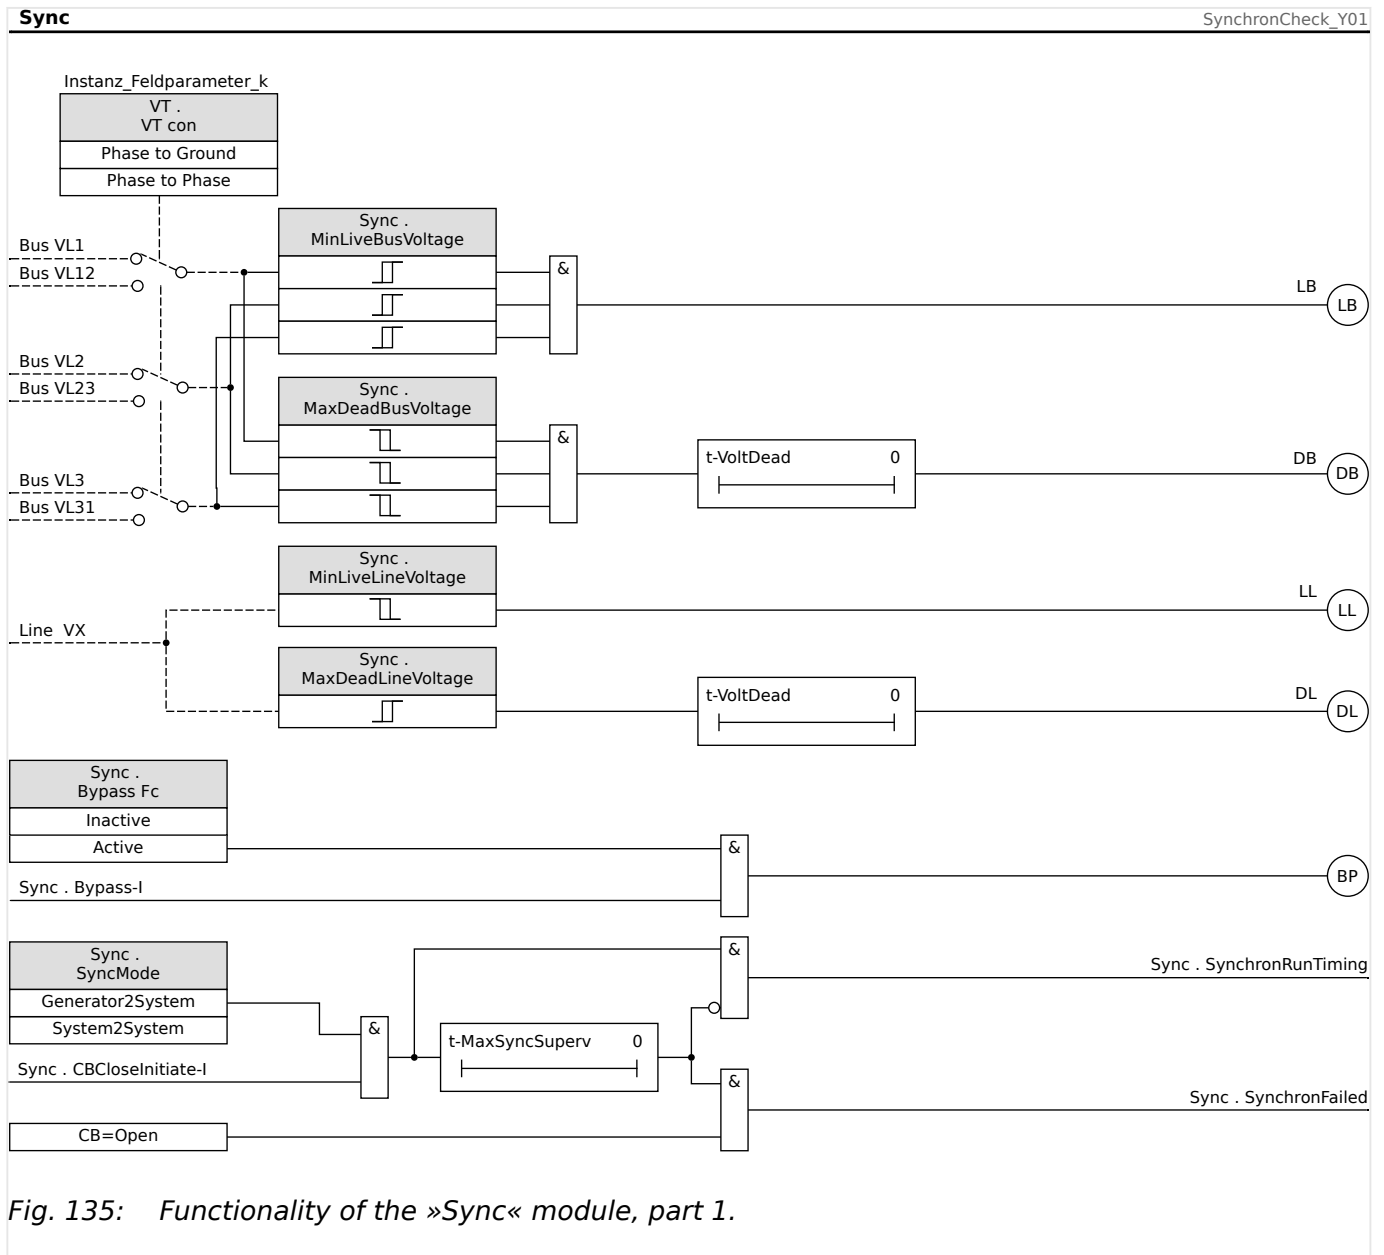 Sync
SynchronCheck_Y01
Instanz_Feldparameter_k
VT .
VT con
Phase to Ground
Phase to Phase
Bus VL1
Bus VL12
Sync .
MinLiveBusVoltage
&
LB
LB
Bus VL2
Bus VL23
Sync .
MaxDeadBusVoltage
&
t-VoltDead 0
DB
DB
Bus VL3
Bus VL31
Sync .
MinLiveLineVoltage
LL
LL
Line VX
Sync .
MaxDeadLineVoltage
t-VoltDead 0
DL
DL
Sync .
Bypass Fc
Inactive
Active
&
Sync . Bypass-I
BP
Sync .
SyncMode
Generator2System
System2System
&
&
Sync . SynchronRunTiming
t-MaxSyncSuperv 0
Sync . CBCloseInitiate-I
&
Sync . SynchronFailed
CB=Open
Fig. 135: Functionality of the »Sync« module, part 1.